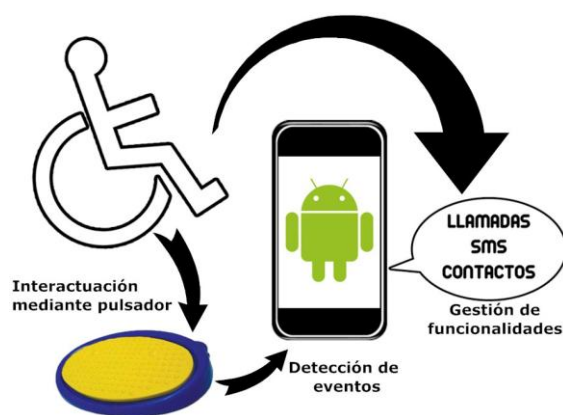 LLAMADAS
SMS
CONTACTOS
Gestión de
funcionalidades
Interactuación
mediante pulsador
Detección de
eventos